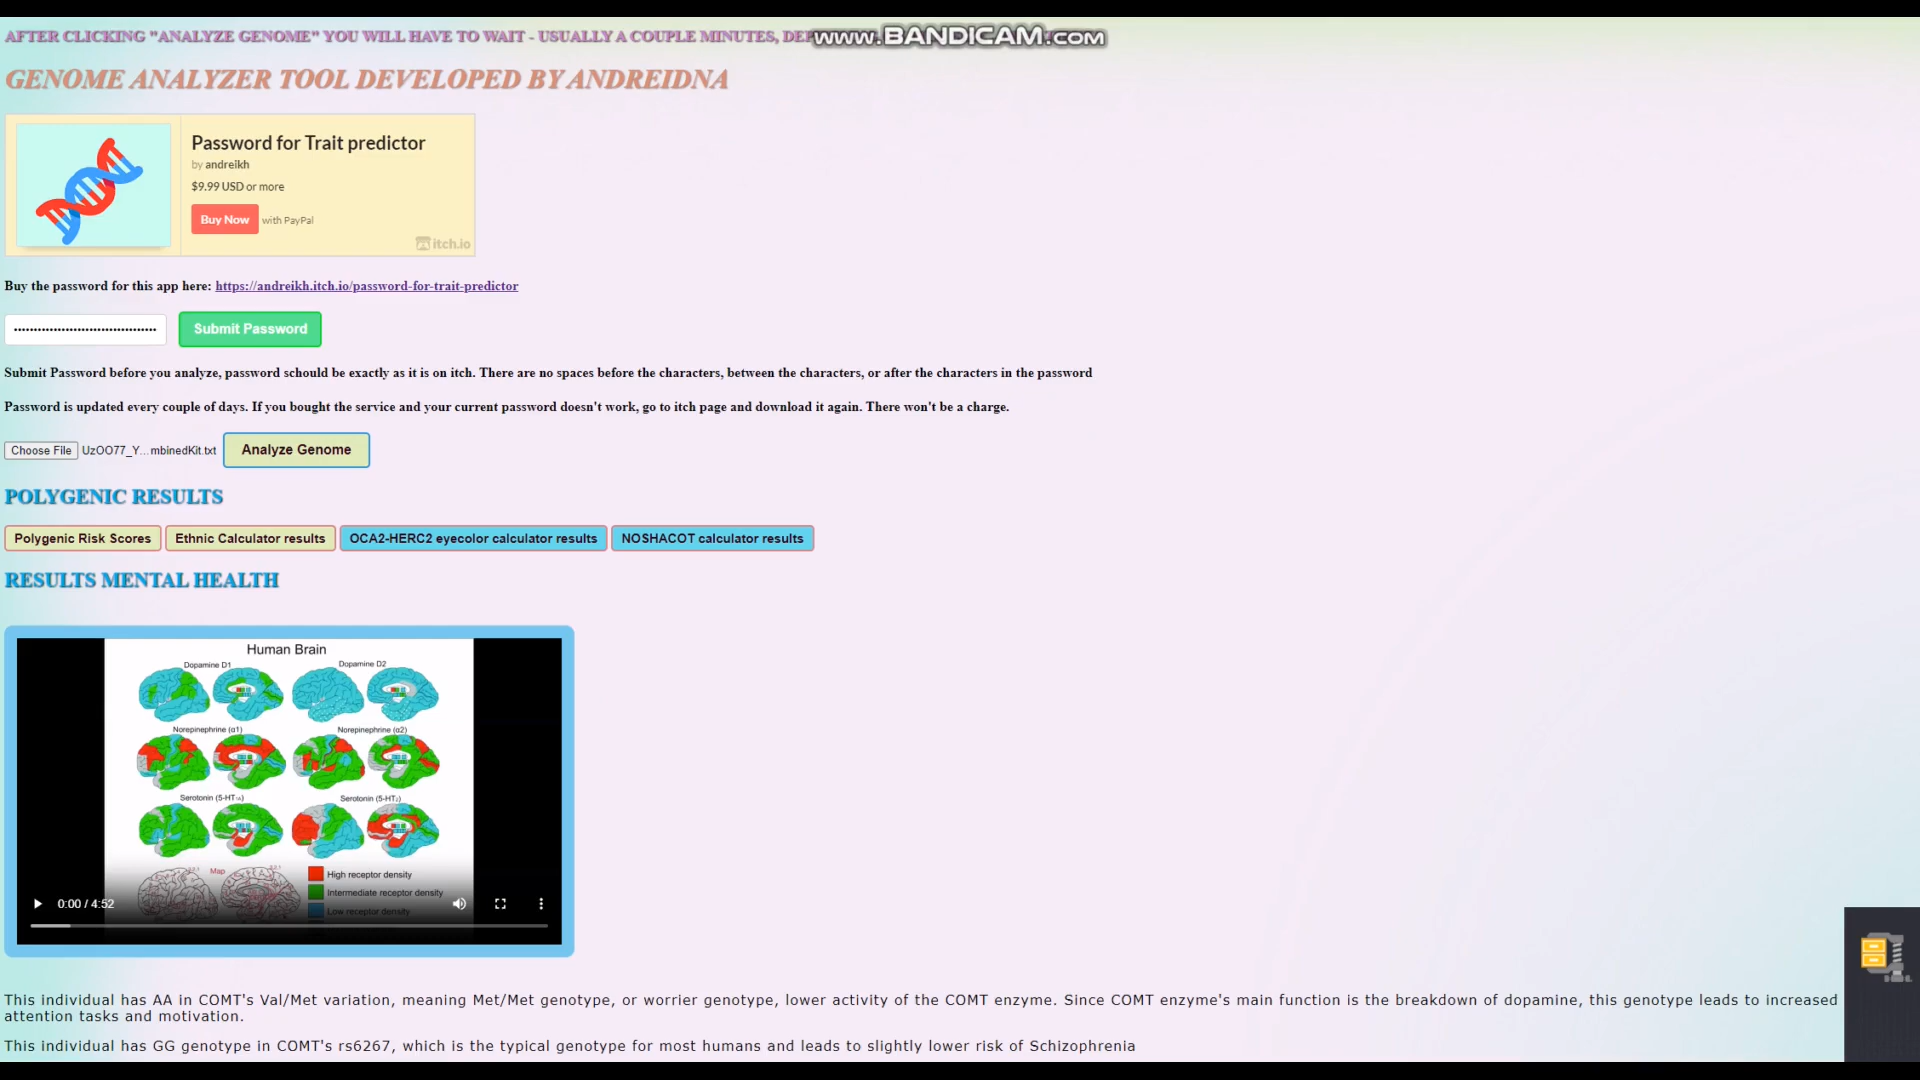 AFTER CLICKING "ANALYZE GENOME" YOU WILL HAVE TO WAIT - USUALLY A COUPLE MINUTES,
www.BANDICAM.com
GENOME ANALYZER TOOL DEVELOPED BY ANDREIDNA
Password for Trait predictor
by andreikh
$9.99 USD or more
Buy Now with PayPal
itch.io
Buy the password for this app here: https://andreikh.itch.io/password-for-trait-predictor
Submit Password
Submit Password before you analyze, password schould be exactly as it is on itch. There are no spaces before the characters, between the characters, or after the characters in the password
Password is updated every couple of days. If you bought the service and your current password doesn't work, go to itch page and download it again. There won't be a charge.
Choose File UzOO77_Y...mbinedKit.txt Analyze Genome
POLYGENIC RESULTS
Polygenic Risk Scores Ethnic Calculator results OCA2-HERC2 eyecolor calculator results NOSHACOT calculator results
RESULTS MENTAL HEALTH
Human Brain
Dopamine D1 Dopamine D2
Norepinephrine (α1) Norepinephrine (α2)
Serotonin (5-HT1A) Serotonin (5-HT2)
Map
High receptor density
Intermediate receptor density
Low receptor density
0:00 / 4:52
This individual has AA in COMT's Val/Met variation, meaning Met/Met genotype, or worrier genotype, lower activity of the COMT enzyme. Since COMT enzyme's main function is the breakdown of dopamine, this genotype leads to increased
attention tasks and motivation.
This individual has GG genotype in COMT's rs6267, which is the typical genotype for most humans and leads to slightly lower risk of Schizophrenia